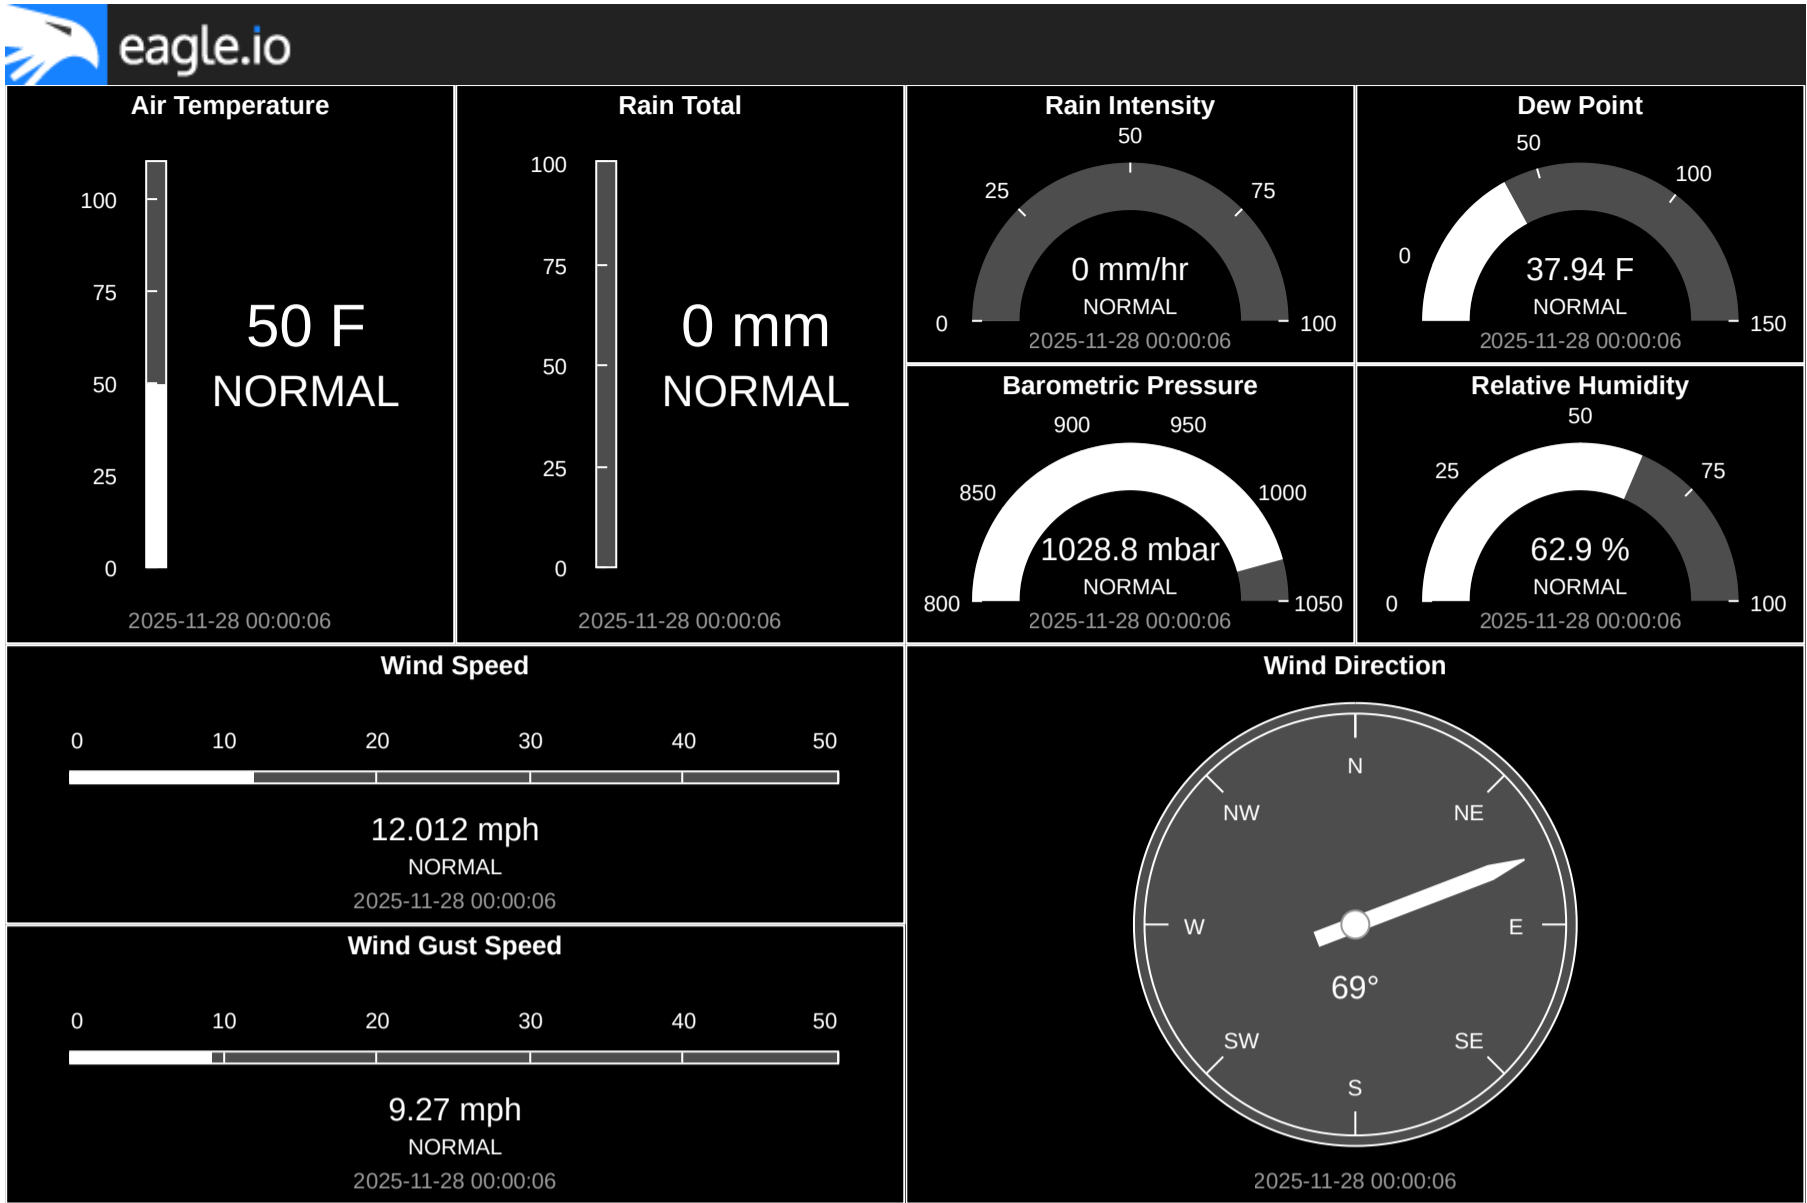 eagle.io
Air Temperature
100
75
50
25
0
50 F
NORMAL
2025-11-28 00:00:06
Rain Total
100
75
50
25
0
0 mm
NORMAL
2025-11-28 00:00:06
Rain Intensity
50
25
75
0
100
0 mm/hr
NORMAL
2025-11-28 00:00:06
Dew Point
50
100
0
150
37.94 F
NORMAL
2025-11-28 00:00:06
Barometric Pressure
900 950
850 1000
800 1050
1028.8 mbar
NORMAL
2025-11-28 00:00:06
Relative Humidity
50
25 75
0 100
62.9 %
NORMAL
2025-11-28 00:00:06
Wind Speed
0 10 20 30 40 50
12.012 mph
NORMAL
2025-11-28 00:00:06
Wind Gust Speed
0 10 20 30 40 50
9.27 mph
NORMAL
2025-11-28 00:00:06
Wind Direction
N
NW NE
W E
69°
SW SE
S
2025-11-28 00:00:06